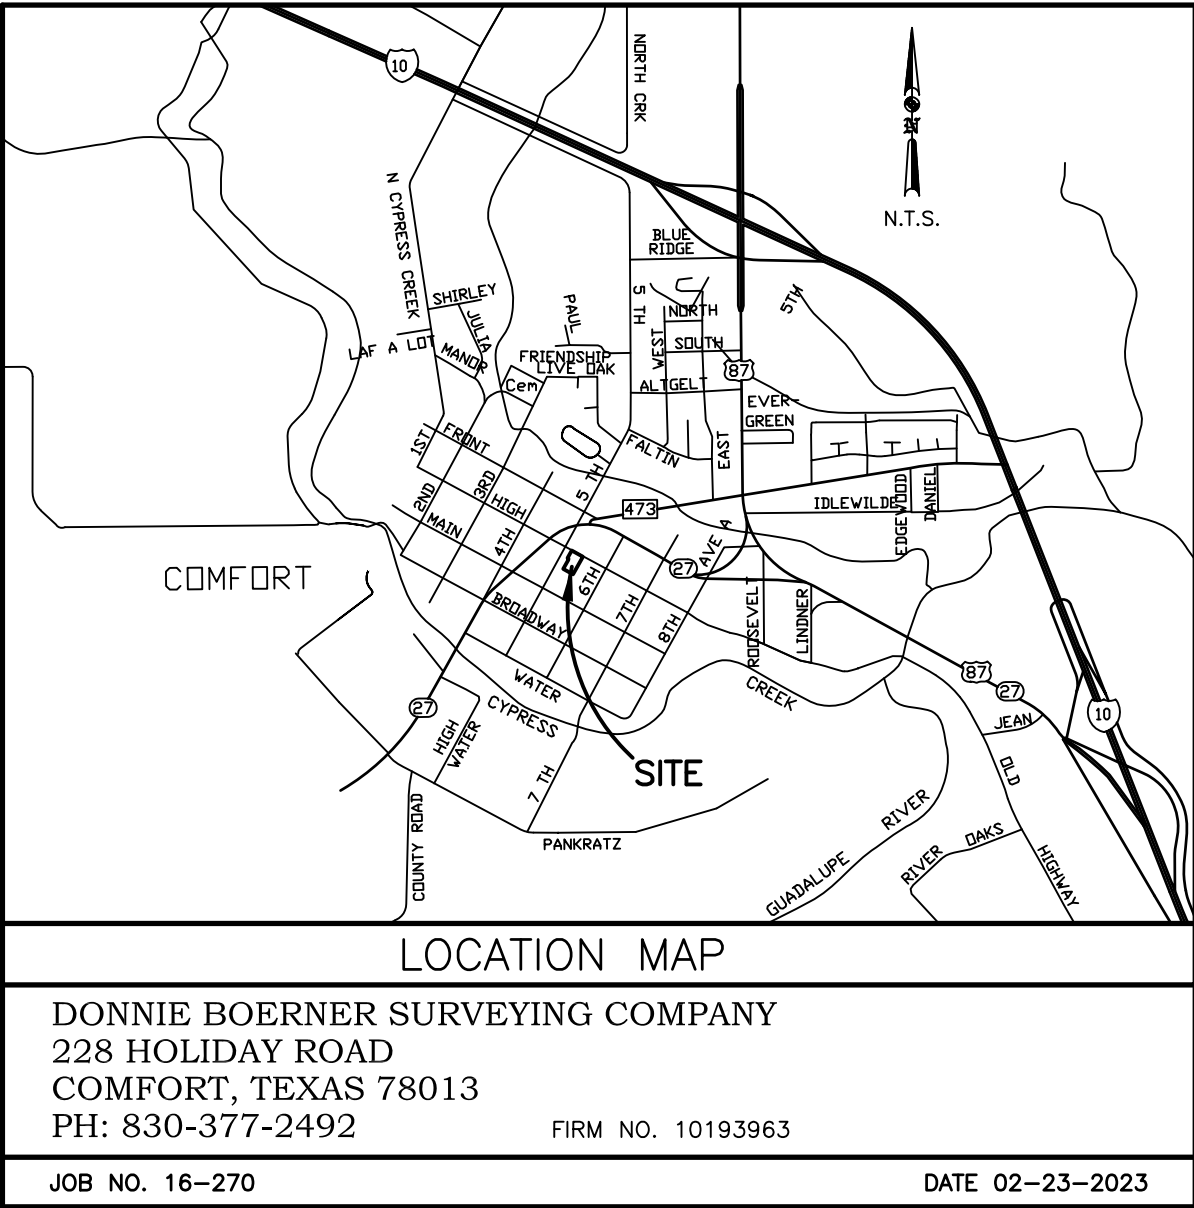 10
NORTH CRK
N
N.T.S.
N CYPRESS CREEK
BLUE
RIDGE
SHIRLEY
JULIA
PAUL
5 TH
NORTH
5TH
LAF A LOT
MANOR
FRIENDSHIP
LIVE OAK
WEST
SOUTH
87
Cem
ALTGELT
EVER-
GREEN
1ST
FRONT
FALTIN
EAST
2ND
3RD
HIGH
5 TH
473
IDLEWILDE
EDGEWOOD
DANIEL
MAIN
4TH
AVE A
27
COMFORT
6TH
7TH
8TH
BROADWAY
ROOSEVELT
LINDNER
WATER
CREEK
87
27
10
27
HIGH
WATER
CYPRESS
JEAN
7 TH
SITE
OLD
COUNTY ROAD
PANKRATZ
GUADALUPE
RIVER
RIVER
OAKS
HIGHWAY
LOCATION MAP
DONNIE BOERNER SURVEYING COMPANY
228 HOLIDAY ROAD
COMFORT, TEXAS 78013
PH: 830-377-2492 FIRM NO. 10193963
JOB NO. 16-270 DATE 02-23-2023